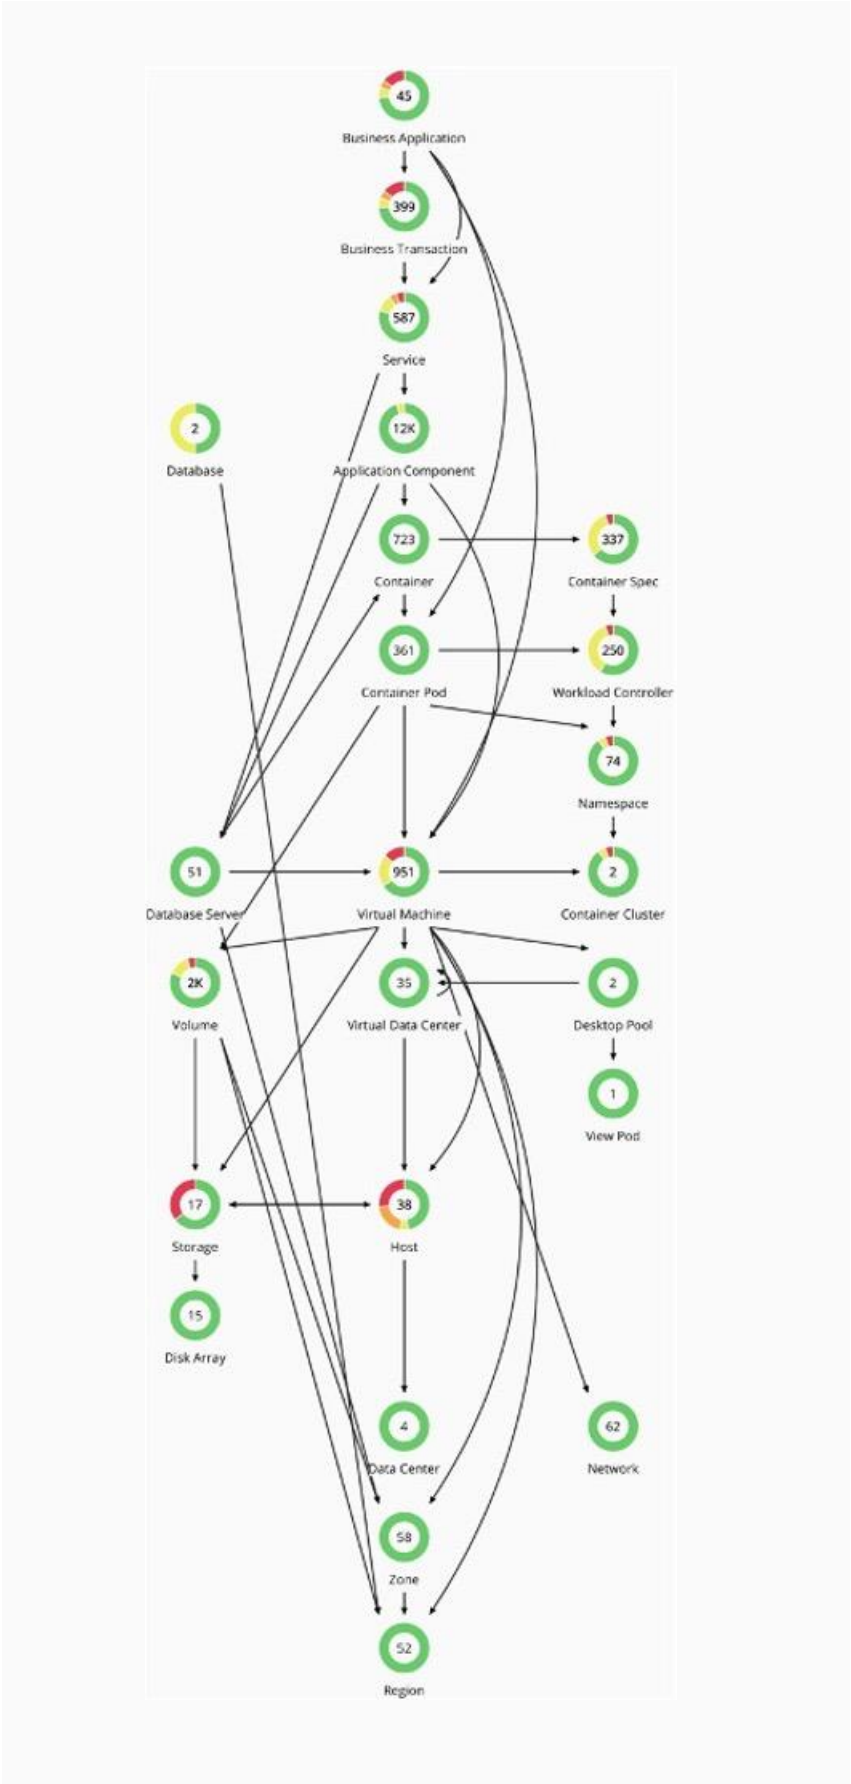 45
Business Application
399
Business Transaction
587
Service
2
Database
12K
Application Component
723
Container
337
Container Spec
361
Container Pod
250
Workload Controller
74
Namespace
51
Database Server
951
Virtual Machine
2
Container Cluster
2K
Volume
35
Virtual Data Center
2
Desktop Pool
1
View Pod
17
Storage
38
Host
15
Disk Array
4
Data Center
62
Network
58
Zone
52
Region